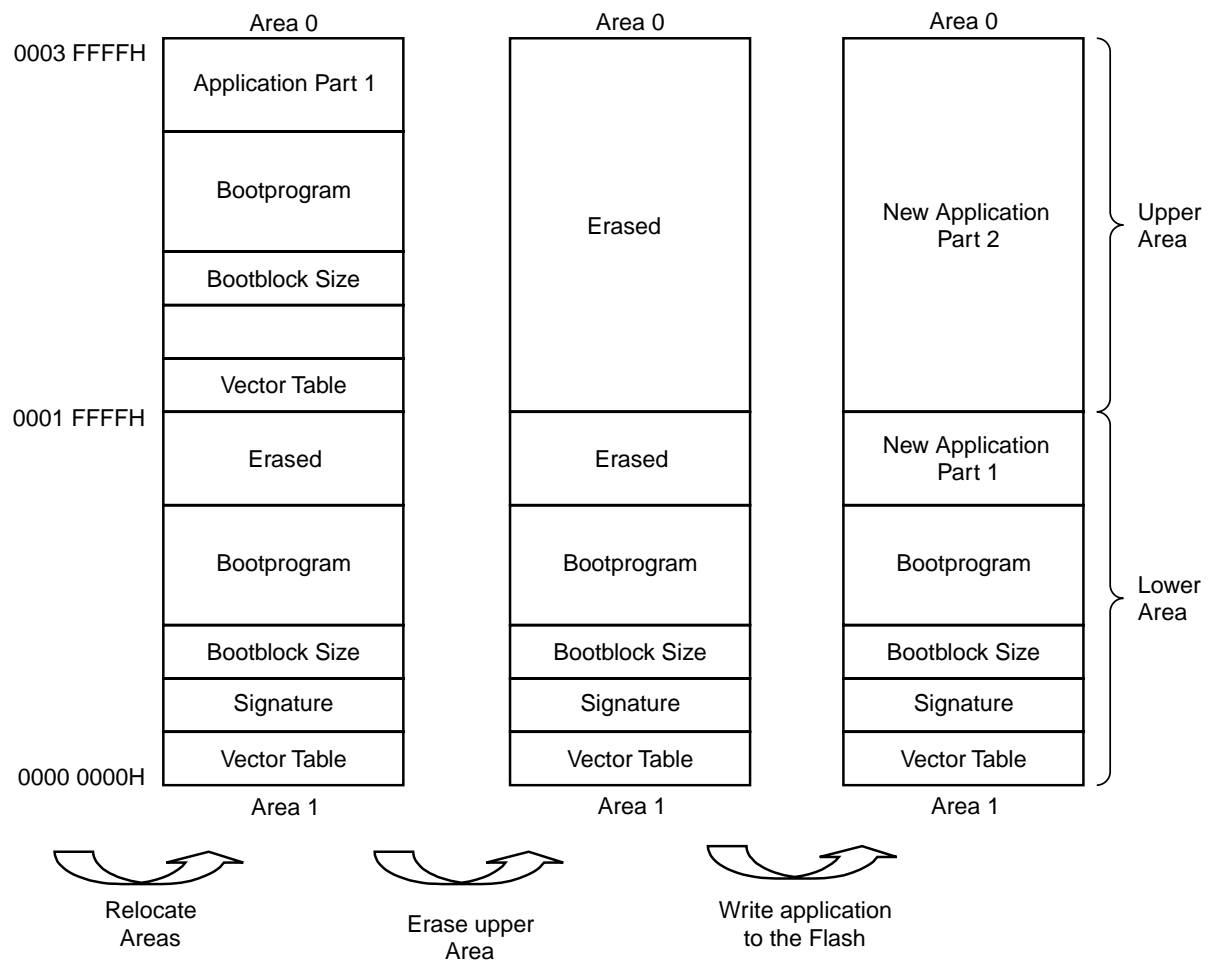 Area 0
Area 0
Area 0
0003 FFFFH
Application Part 1
Bootprogram
Bootblock Size
Vector Table
Erased
New Application
Part 2
Upper
Area
0001 FFFFH
Erased
Bootprogram
Bootblock Size
Signature
Vector Table
Erased
Bootprogram
Bootblock Size
Signature
Vector Table
New Application
Part 1
Bootprogram
Bootblock Size
Signature
Vector Table
Lower
Area
0000 0000H
Area 1
Area 1
Area 1
Relocate
Areas
Erase upper
Area
Write application
to the Flash